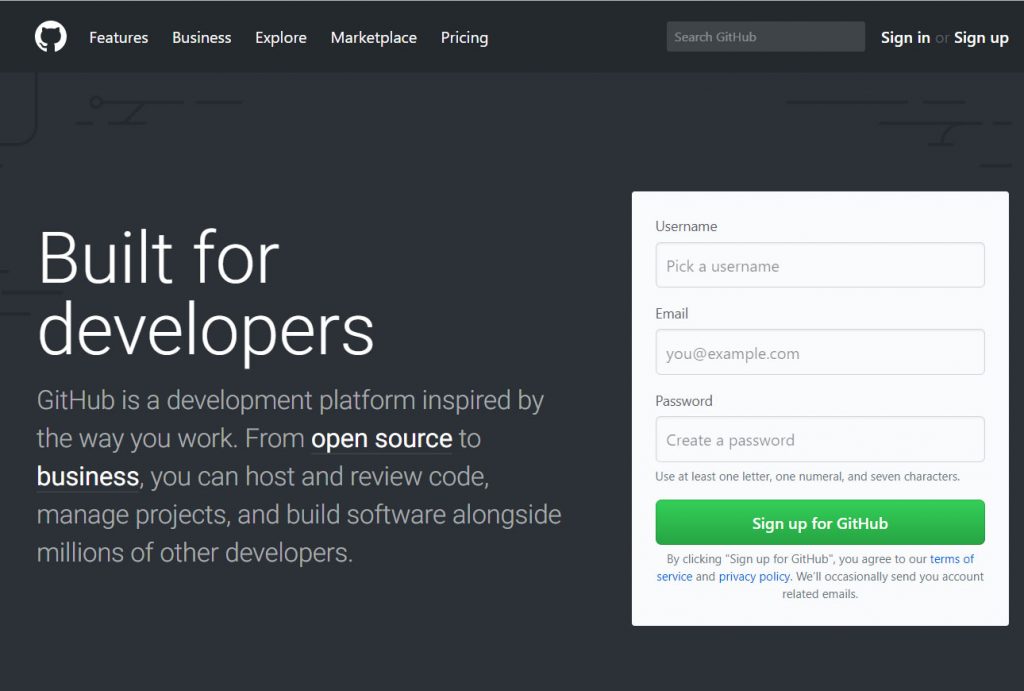 Features Business Explore Marketplace Pricing Search GitHub Sign in or Sign up
Built for
developers
GitHub is a development platform inspired by
the way you work. From open source to
business, you can host and review code,
manage projects, and build software alongside
millions of other developers.
Username
Pick a username
Email
you@example.com
Password
Create a password
Use at least one letter, one numeral, and seven characters.
Sign up for GitHub
By clicking "Sign up for GitHub", you agree to our terms of
service and privacy policy. We'll occasionally send you account
related emails.